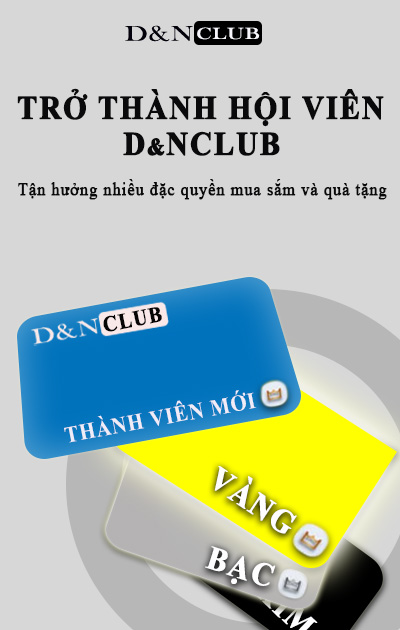 D&NCLUB
TRỞ THÀNH HỘI VIÊN
D&NCLUB
Tận hưởng nhiều đặc quyền mua sắm và quà tặng
D&NCLUB
THÀNH VIÊN MỚI
VÀNG
BẠC